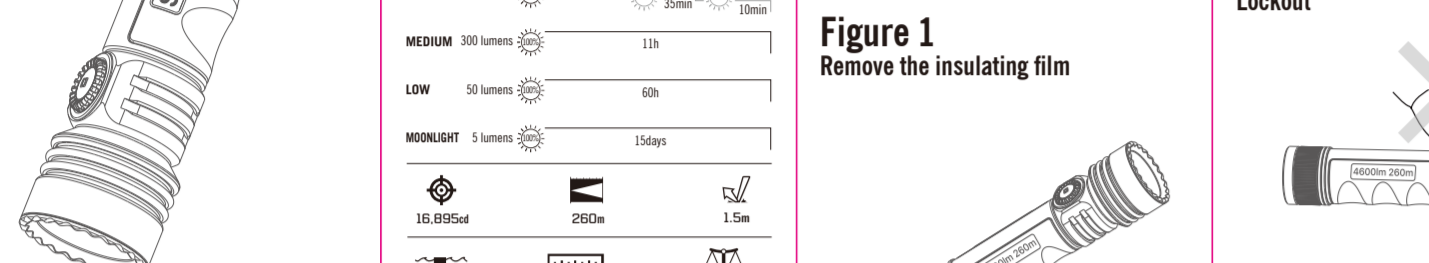 35min
10min
MEDIUM 300 lumens 100% 11h
LOW 50 lumens 100% 60h
MOONLIGHT 5 lumens 100% 15days
16,895cd 260m 1.5m
Figure 1
Remove the insulating film
260m
Lockout
4600lm 260m